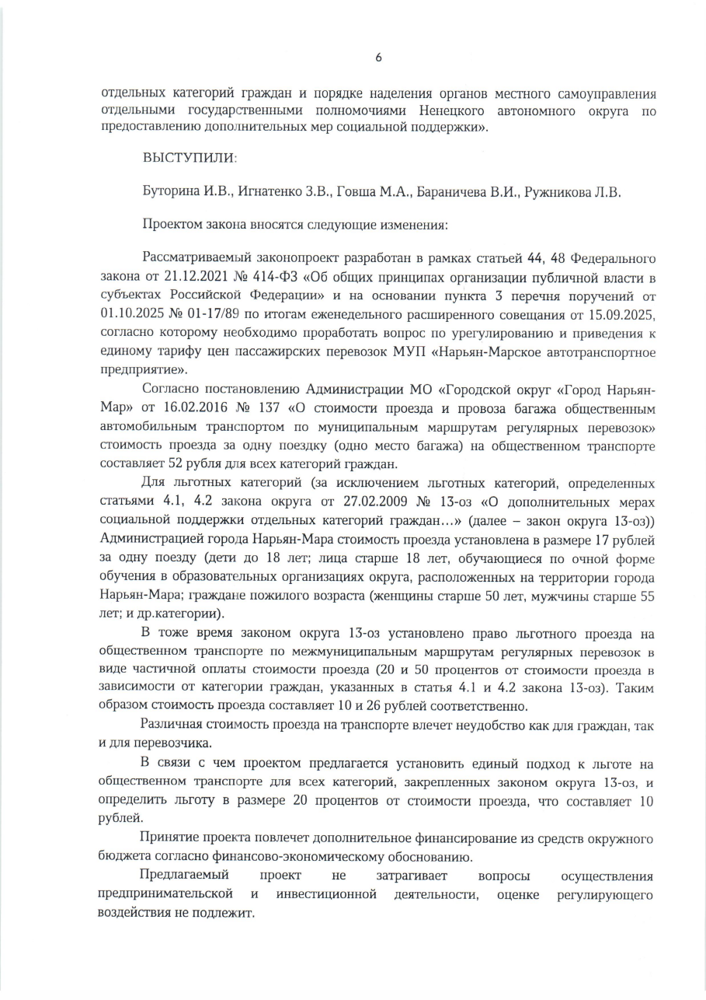 6
отдельных категорий граждан и порядке наделения органов местного самоуправления
отдельными государственными полномочиями Ненецкого автономного округа по
предоставлению дополнительных мер социальной поддержки».
ВЫСТУПИЛИ:
Буторина И.В., Игнатенко З.В., Говша М.А., Бараничева В.И., Ружникова Л.В.
Проектом закона вносятся следующие изменения:
Рассматриваемый законопроект разработан в рамках статьей 44, 48 Федерального
закона от 21.12.2021 № 414-ФЗ «Об общих принципах организации публичной власти в
субъектах Российской Федерации» и на основании пункта 3 перечня поручений от
01.10.2025 № 01-17/89 по итогам еженедельного расширенного совещания от 15.09.2025,
согласно которому необходимо проработать вопрос по урегулированию и приведения к
единому тарифу цен пассажирских перевозок МУП «Нарьян-Марское автотранспортное
предприятие».
Согласно постановлению Администрации МО «Городской округ «Город Нарьян-
Мар» от 16.02.2016 № 137 «О стоимости проезда и провоза багажа общественным
автомобильным транспортом по муниципальным маршрутам регулярных перевозок»
стоимость проезда за одну поездку (одно место багажа) на общественном транспорте
составляет 52 рубля для всех категорий граждан.
Для льготных категорий (за исключением льготных категорий, определенных
статьями 4.1, 4.2 закона округа от 27.02.2009 № 13-оз «О дополнительных мерах
социальной поддержки отдельных категорий граждан...» (далее – закон округа 13-оз))
Администрацией города Нарьян-Мара стоимость проезда установлена в размере 17 рублей
за одну поезду (дети до 18 лет; лица старше 18 лет, обучающиеся по очной форме
обучения в образовательных организациях округа, расположенных на территории города
Нарьян-Мара; граждане пожилого возраста (женщины старше 50 лет, мужчины старше 55
лет; и др.категории).
В тоже время законом округа 13-оз установлено право льготного проезда на
общественном транспорте по межмуниципальным маршрутам регулярных перевозок в
виде частичной оплаты стоимости проезда (20 и 50 процентов от стоимости проезда в
зависимости от категории граждан, указанных в статья 4.1 и 4.2 закона 13-оз). Таким
образом стоимость проезда составляет 10 и 26 рублей соответственно.
Различная стоимость проезда на транспорте влечет неудобство как для граждан, так
и для перевозчика.
В связи с чем проектом предлагается установить единый подход к льготе на
общественном транспорте для всех категорий, закрепленных законом округа 13-оз, и
определить льготу в размере 20 процентов от стоимости проезда, что составляет 10
рублей.
Принятие проекта повлечет дополнительное финансирование из средств окружного
бюджета согласно финансово-экономическому обоснованию.
Предлагаемый проект не затрагивает вопросы осуществления
предпринимательской и инвестиционной деятельности, оценке регулирующего
воздействия не подлежит.